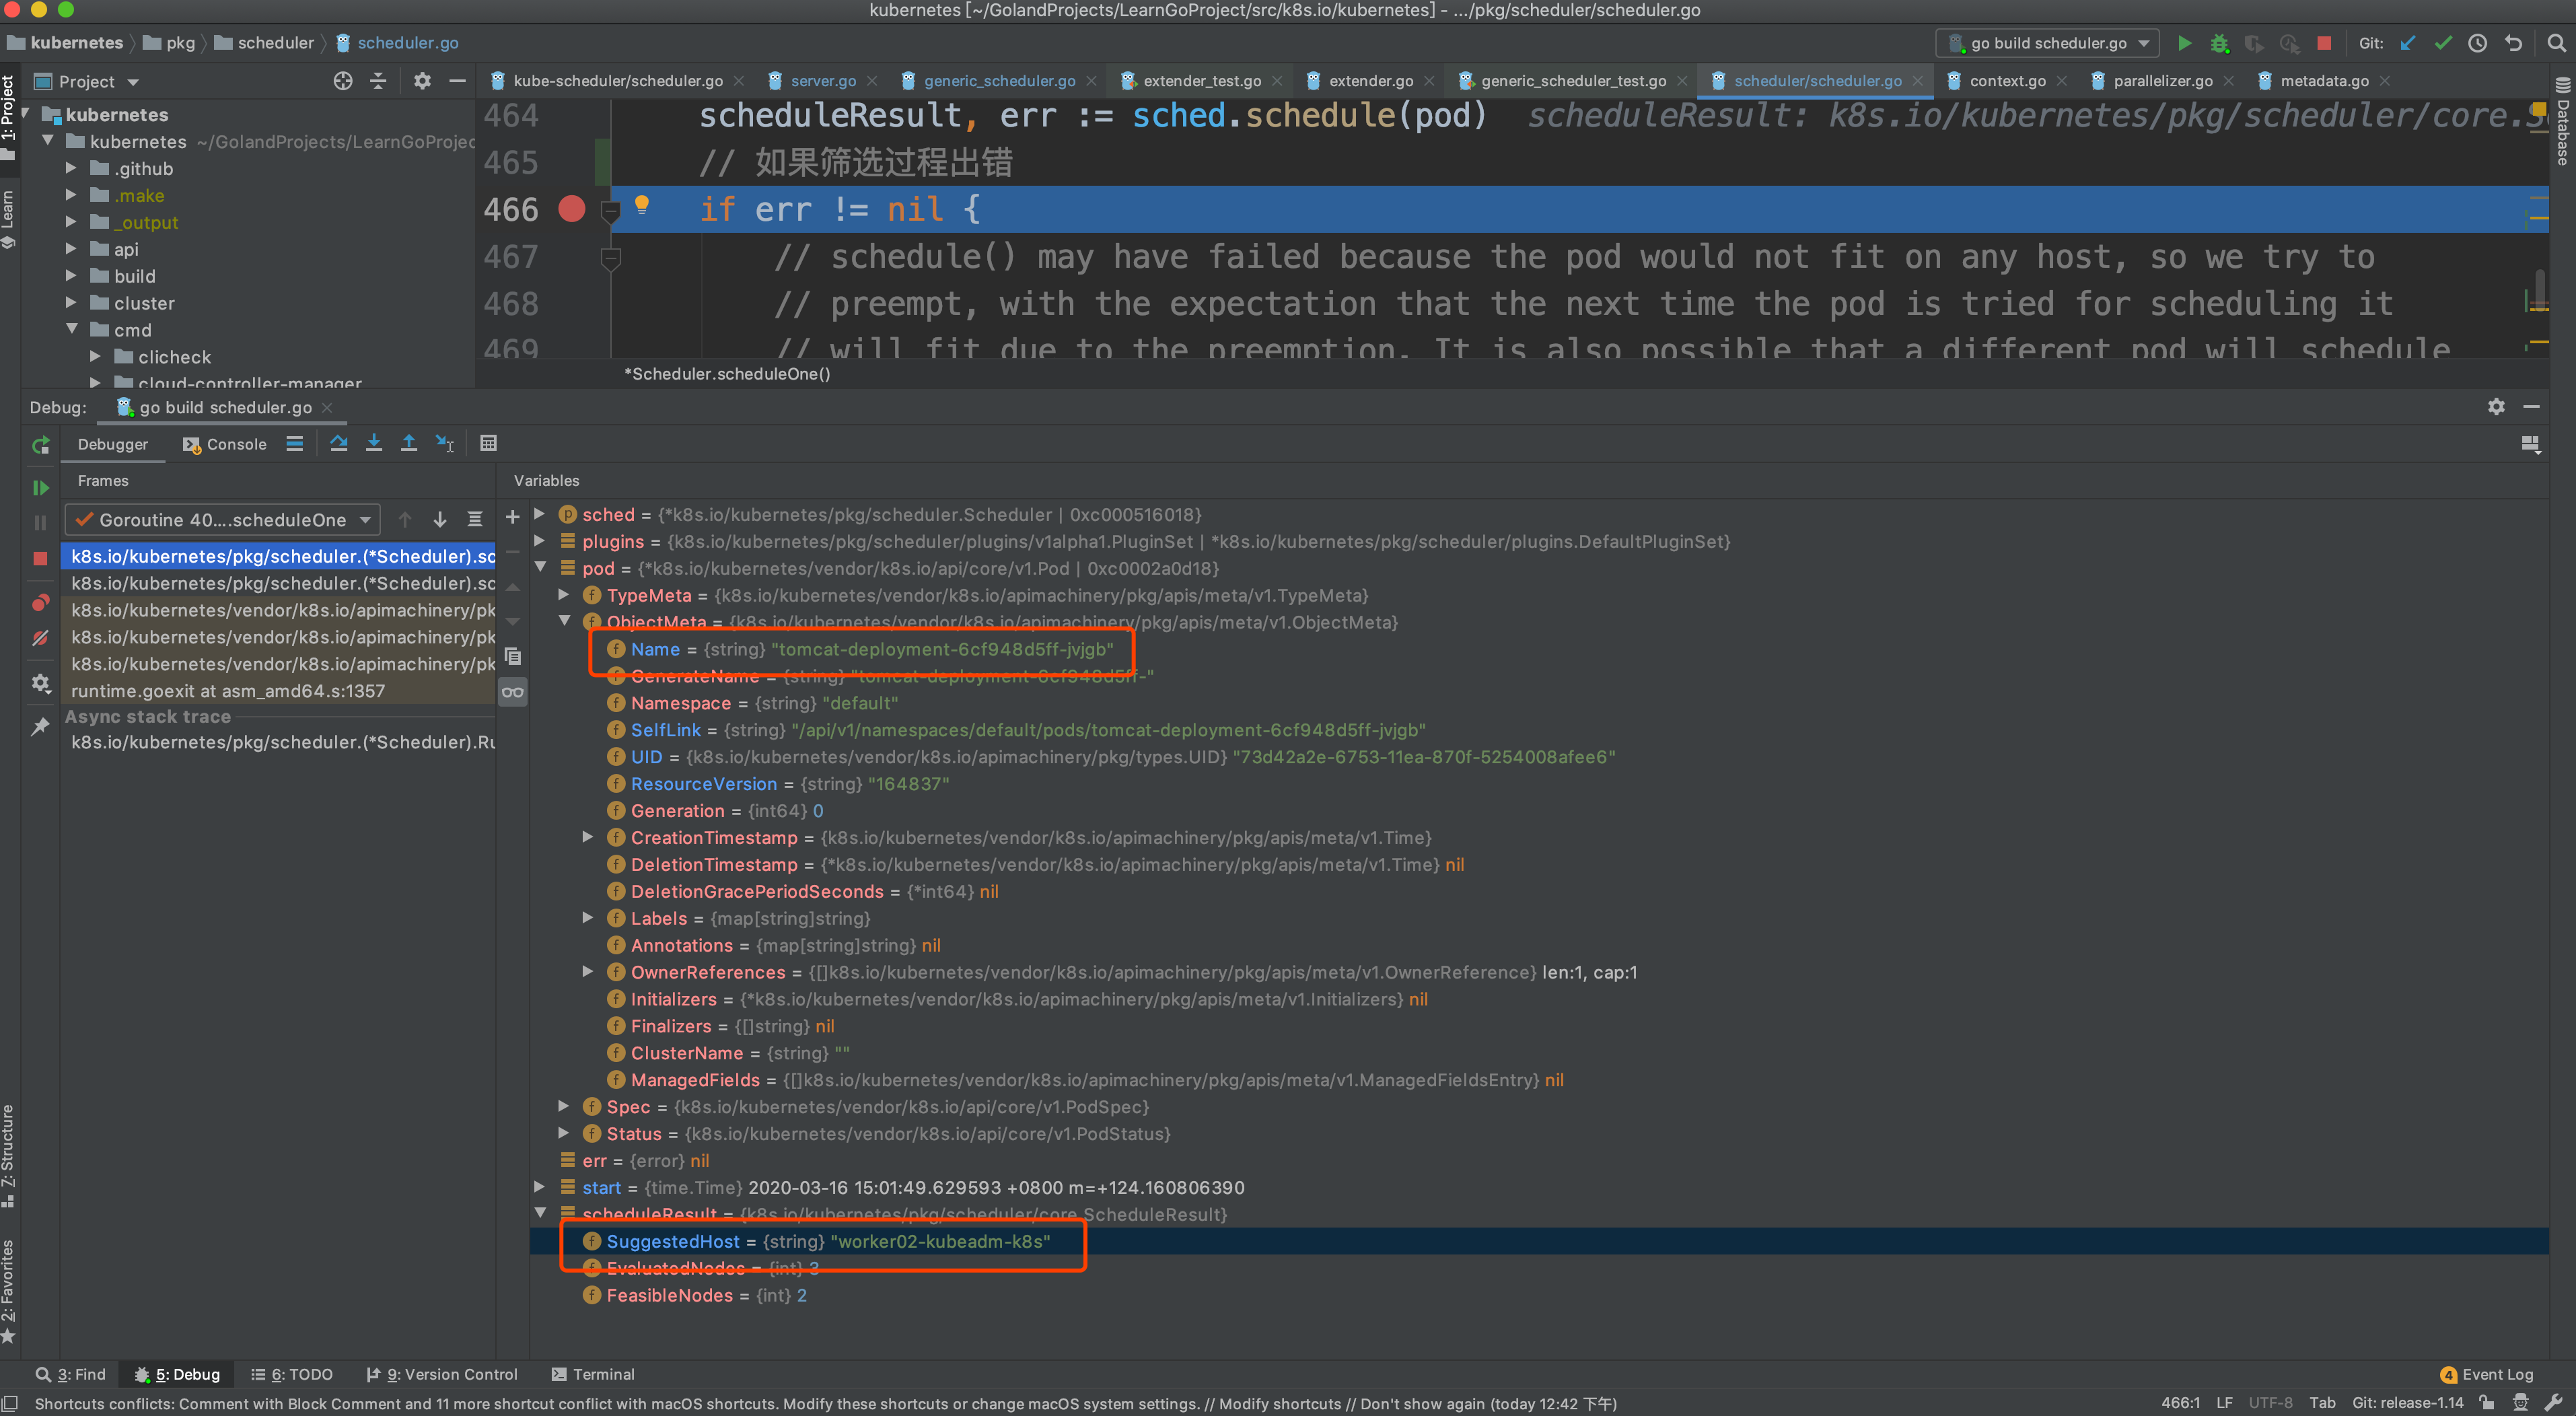 kubernetes [~/GolandProjects/LearnGoProject/src/k8s.io/kubernetes] - .../pkg/scheduler/scheduler.go
kubernetes pkg scheduler scheduler.go
go build scheduler.go Git:
1: Project
Learn
Z: Structure
2: Favorites
Database
Project
kube-scheduler/scheduler.go server.go generic_scheduler.go extender_test.go extender.go generic_scheduler_test.go scheduler/scheduler.go context.go parallelizer.go metadata.go
kubernetes
kubernetes ~/GolandProjects/LearnGoProjec
.github
.make
_output
api
build
cluster
cmd
clicheck
cloud-controller-manager
464 scheduleResult, err := sched.schedule(pod) scheduleResult: k8s.io/kubernetes/pkg/scheduler/core.S
465 // 如果筛选过程出错
466 if err != nil {
467 // schedule() may have failed because the pod would not fit on any host, so we try to
468 // preempt, with the expectation that the next time the pod is tried for scheduling it
469 // will fit due to the preemption. It is also possible that a different pod will schedule
*Scheduler.scheduleOne()
Debug: go build scheduler.go
Debugger Console
Frames
Goroutine 40....scheduleOne
k8s.io/kubernetes/pkg/scheduler.(*Scheduler).sc
k8s.io/kubernetes/pkg/scheduler.(*Scheduler).sc
k8s.io/kubernetes/vendor/k8s.io/apimachinery/pk
k8s.io/kubernetes/vendor/k8s.io/apimachinery/pk
k8s.io/kubernetes/vendor/k8s.io/apimachinery/pk
runtime.goexit at asm_amd64.s:1357
Async stack trace
k8s.io/kubernetes/pkg/scheduler.(*Scheduler).Ru
Variables
sched = {*k8s.io/kubernetes/pkg/scheduler.Scheduler | 0xc000516018}
plugins = {k8s.io/kubernetes/pkg/scheduler/plugins/v1alpha1.PluginSet | *k8s.io/kubernetes/pkg/scheduler/plugins.DefaultPluginSet}
pod = {*k8s.io/kubernetes/vendor/k8s.io/api/core/v1.Pod | 0xc0002a0d18}
TypeMeta = {k8s.io/kubernetes/vendor/k8s.io/apimachinery/pkg/apis/meta/v1.TypeMeta}
ObjectMeta = {k8s.io/kubernetes/vendor/k8s.io/apimachinery/pkg/apis/meta/v1.ObjectMeta}
Name = {string} "tomcat-deployment-6cf948d5ff-jvjgb"
GenerateName = {string} "tomcat-deployment-6cf948d5ff-"
Namespace = {string} "default"
SelfLink = {string} "/api/v1/namespaces/default/pods/tomcat-deployment-6cf948d5ff-jvjgb"
UID = {k8s.io/kubernetes/vendor/k8s.io/apimachinery/pkg/types.UID} "73d42a2e-6753-11ea-870f-5254008afee6"
ResourceVersion = {string} "164837"
Generation = {int64} 0
CreationTimestamp = {k8s.io/kubernetes/vendor/k8s.io/apimachinery/pkg/apis/meta/v1.Time}
DeletionTimestamp = {*k8s.io/kubernetes/vendor/k8s.io/apimachinery/pkg/apis/meta/v1.Time} nil
DeletionGracePeriodSeconds = {*int64} nil
Labels = {map[string]string}
Annotations = {map[string]string} nil
OwnerReferences = {[]k8s.io/kubernetes/vendor/k8s.io/apimachinery/pkg/apis/meta/v1.OwnerReference} len:1, cap:1
Initializers = {*k8s.io/kubernetes/vendor/k8s.io/apimachinery/pkg/apis/meta/v1.Initializers} nil
Finalizers = {[]string} nil
ClusterName = {string} ""
ManagedFields = {[]k8s.io/kubernetes/vendor/k8s.io/apimachinery/pkg/apis/meta/v1.ManagedFieldsEntry} nil
Spec = {k8s.io/kubernetes/vendor/k8s.io/api/core/v1.PodSpec}
Status = {k8s.io/kubernetes/vendor/k8s.io/api/core/v1.PodStatus}
err = {error} nil
start = {time.Time} 2020-03-16 15:01:49.629593 +0800 m=+124.160806390
scheduleResult = {k8s.io/kubernetes/pkg/scheduler/core.ScheduleResult}
SuggestedHost = {string} "worker02-kubeadm-k8s"
EvaluatedNodes = {int} 3
FeasibleNodes = {int} 2
3: Find 5: Debug 6: TODO 9: Version Control Terminal 4 Event Log
Shortcuts conflicts: Comment with Block Comment and 11 more shortcut conflict with macOS shortcuts. Modify these shortcuts or change macOS system settings. // Modify shortcuts // Don't show again (today 12:42 下午) 466:1 LF UTF-8 Tab Git: release-1.14